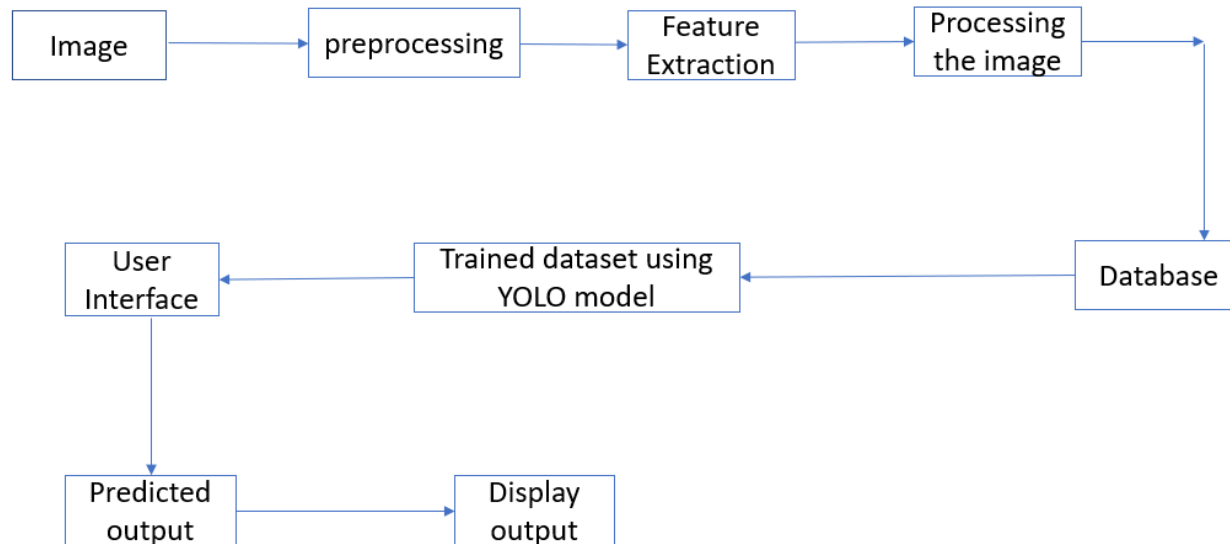 Image
preprocessing
Feature
Extraction
Processing
the image
Database
Trained dataset using
YOLO model
User
Interface
Predicted
output
Display
output